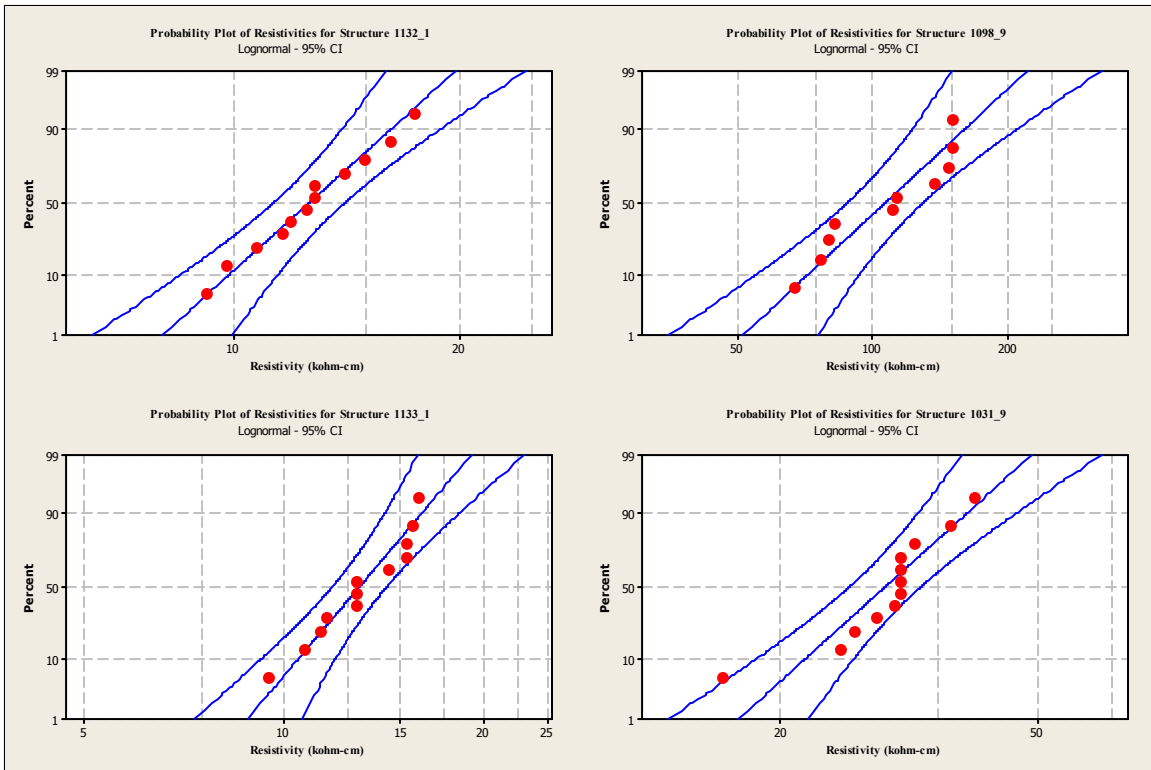 Probability Plot of Resistivities for Structure 1132_1
Lognormal - 95% CI
99
90
50
10
1
Percent
10
20
Resistivity (kohm-cm)
Probability Plot of Resistivities for Structure 1098_9
Lognormal - 95% CI
99
90
50
10
1
Percent
50
100
200
Resistivity (kohm-cm)
Probability Plot of Resistivities for Structure 1133_1
Lognormal - 95% CI
99
90
50
10
1
Percent
5
10
15
20
25
Resistivity (kohm-cm)
Probability Plot of Resistivities for Structure 1031_9
Lognormal - 95% CI
99
90
50
10
1
Percent
20
50
Resistivity (kohm-cm)